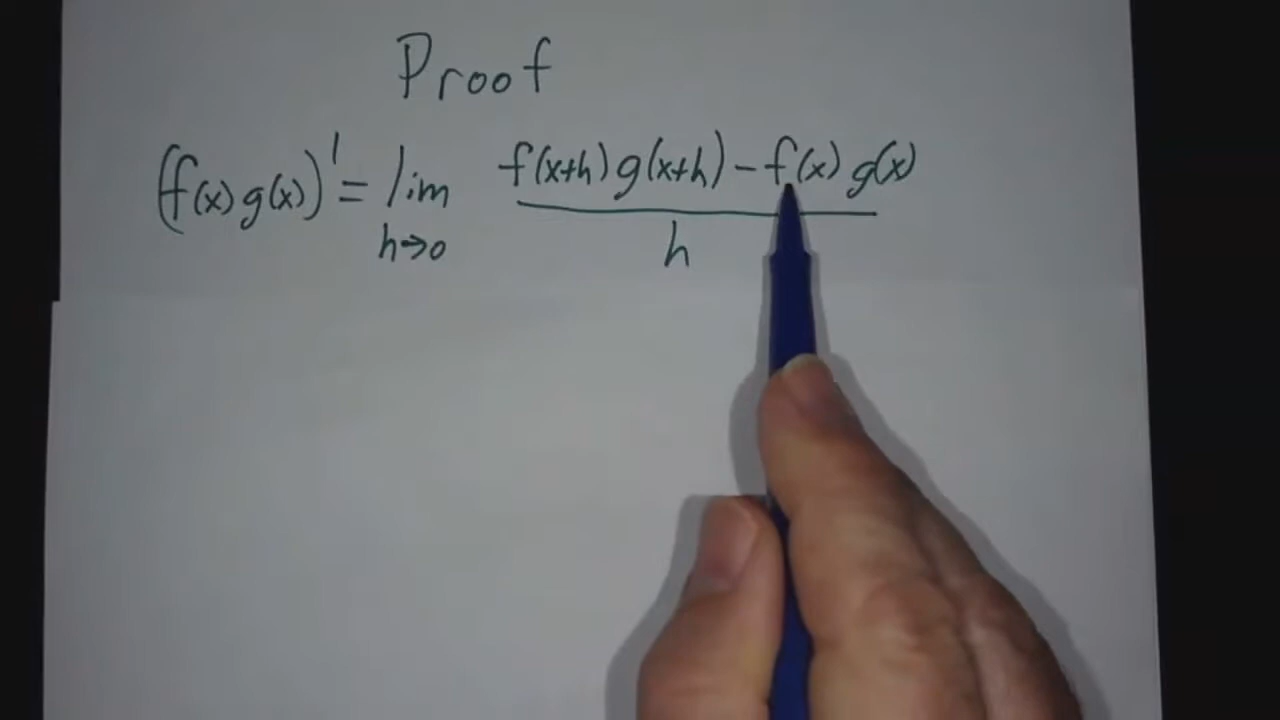 Proof
(f(x)g(x))' = lim f(x+h)g(x+h) - f(x)g(x)
h→0 h